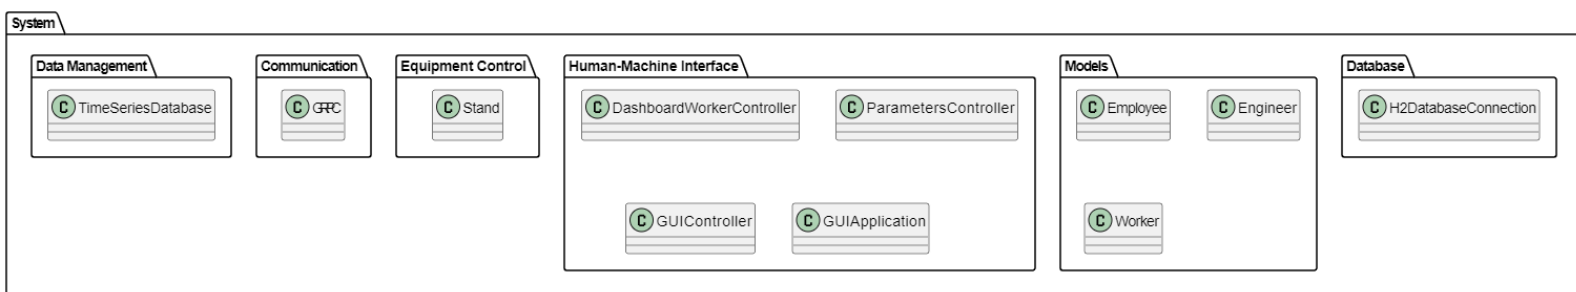 System
Data Management
C TimeSeriesDatabase
Communication
C GRPC
Equipment Control
C Stand
Human-Machine Interface
C DashboardWorkerController
C ParametersController
C GUIController
C GUIApplication
Models
C Employee
C Engineer
C Worker
Database
C H2DatabaseConnection